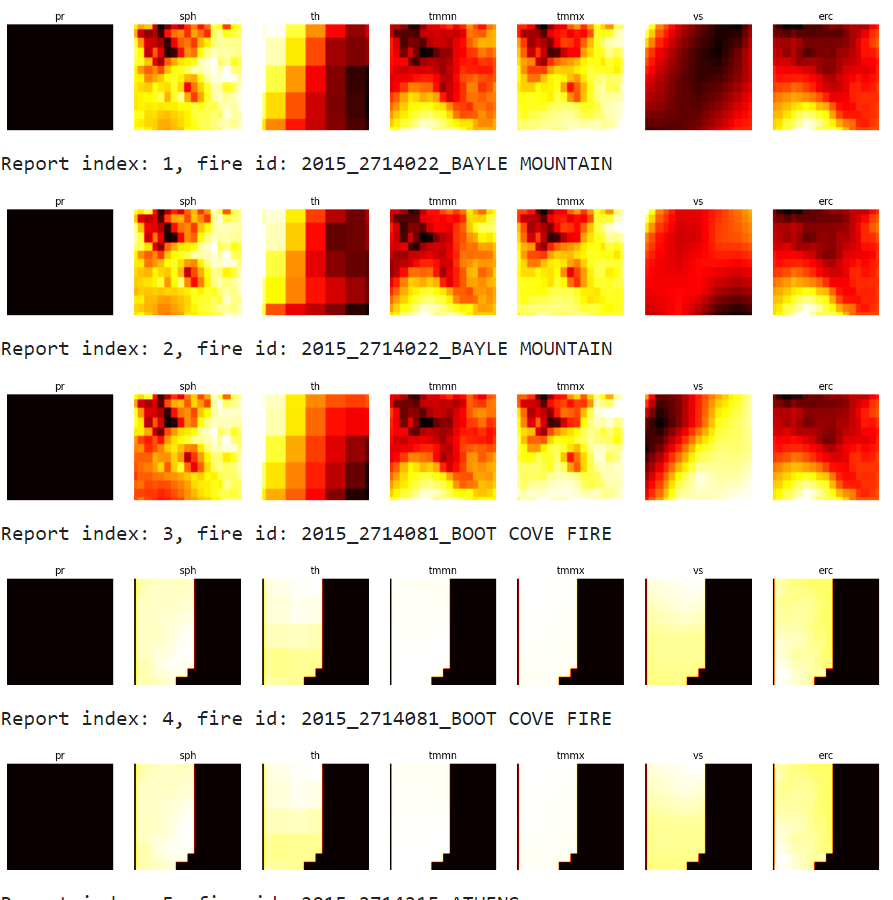 pr sph th tmmn tmmx vs erc
Report index: 1, fire id: 2015_2714022_BAYLE MOUNTAIN
pr sph th tmmn tmmx vs erc
Report index: 2, fire id: 2015_2714022_BAYLE MOUNTAIN
pr sph th tmmn tmmx vs erc
Report index: 3, fire id: 2015_2714081_BOOT COVE FIRE
pr sph th tmmn tmmx vs erc
Report index: 4, fire id: 2015_2714081_BOOT COVE FIRE
pr sph th tmmn tmmx vs erc